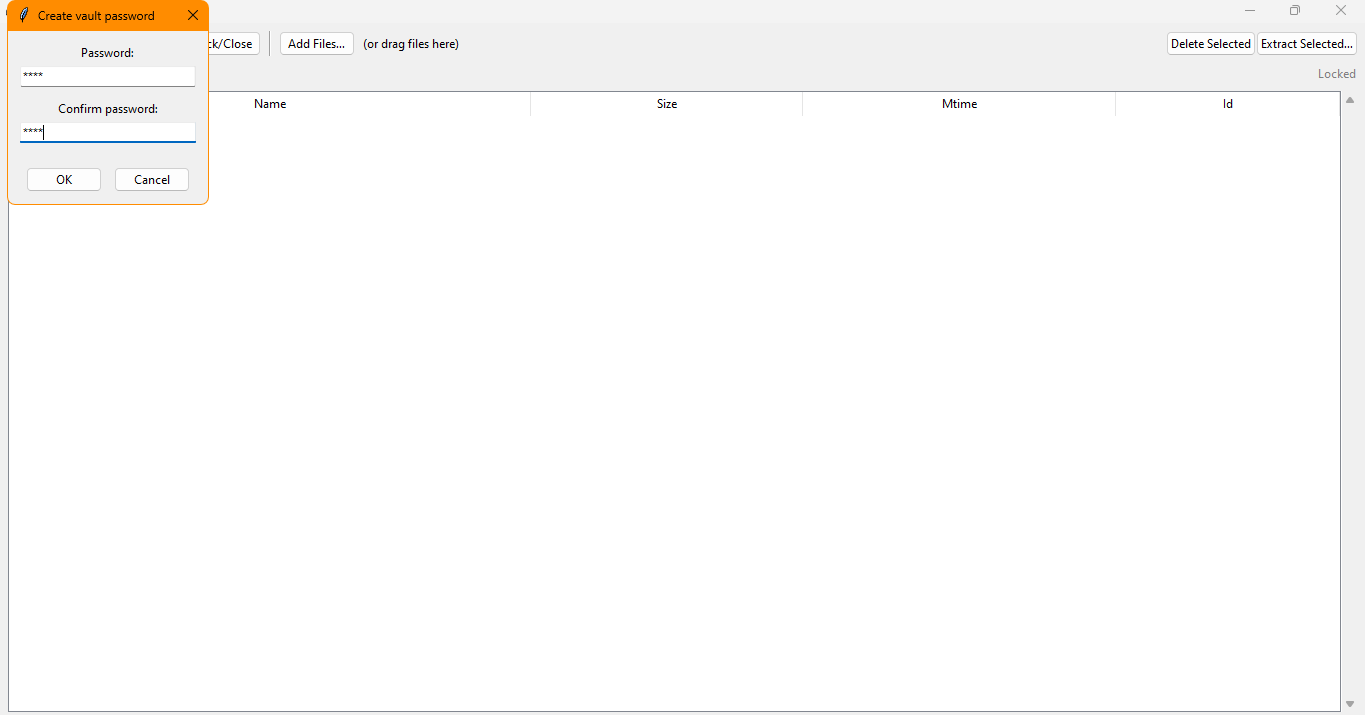 Create vault password
Password:
****
Confirm password:
****
OK Cancel
ck/Close Add Files... (or drag files here) Delete Selected Extract Selected...
Locked
Name Size Mtime Id